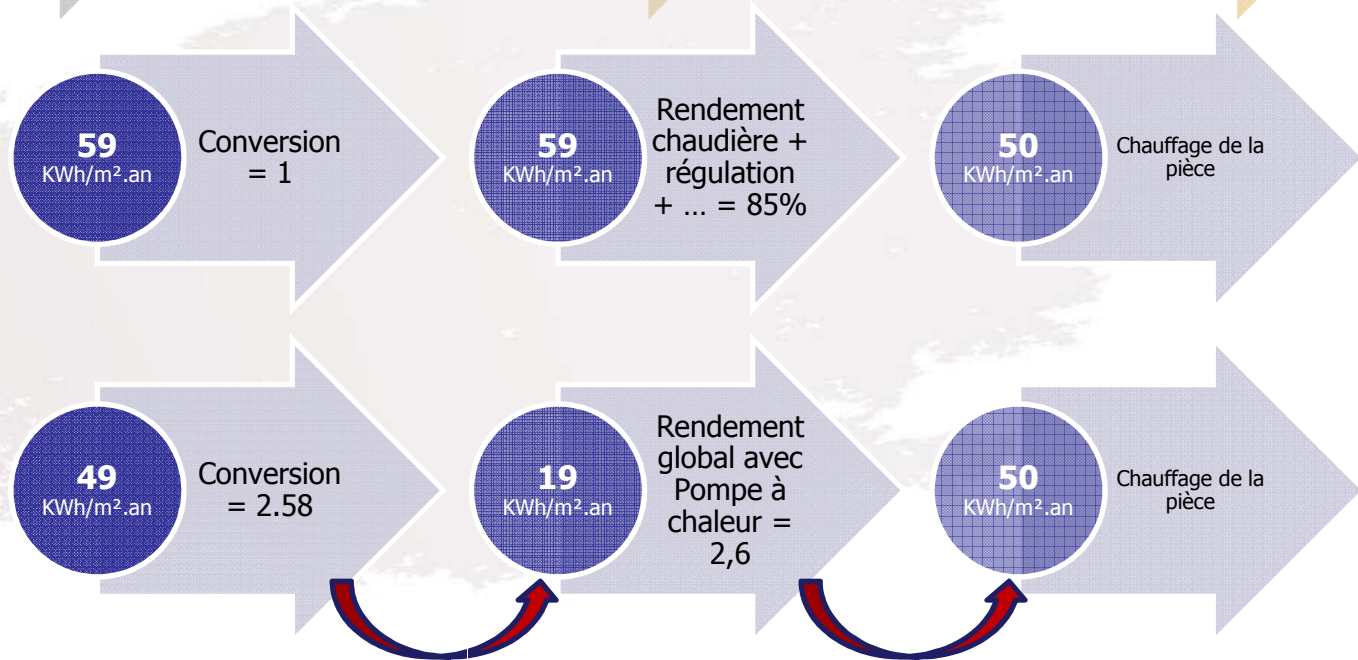 59
KWh/m².an
Conversion
= 1
59
KWh/m².an
Rendement
chaudière +
régulation
+ ... = 85%
50
KWh/m².an
Chauffage de la
pièce
49
KWh/m².an
Conversion
= 2.58
19
KWh/m².an
Rendement
global avec
Pompe à
chaleur =
2,6
50
KWh/m².an
Chauffage de la
pièce